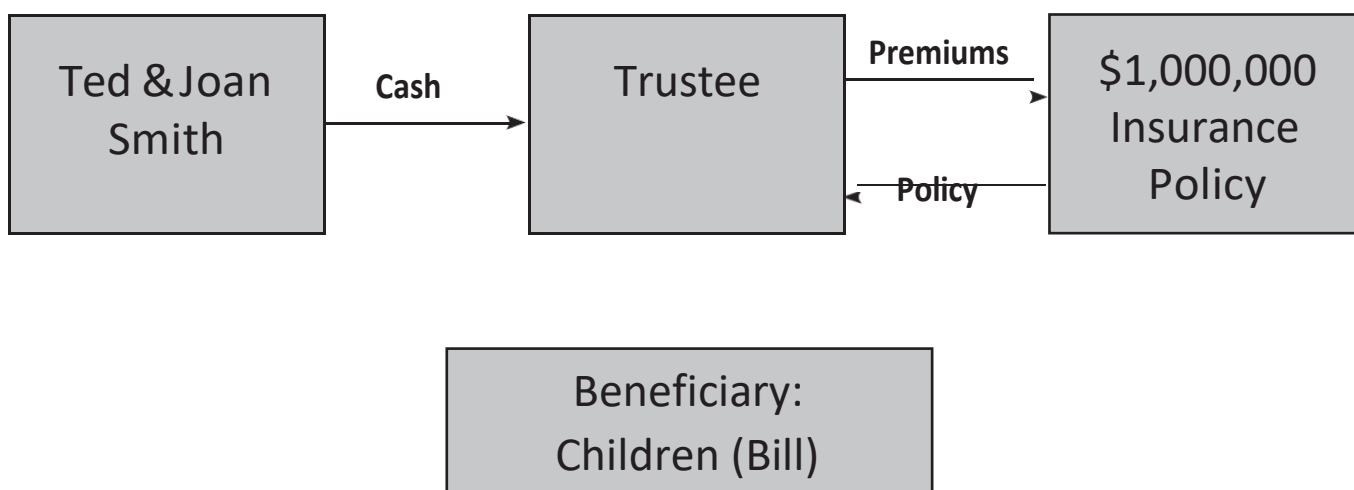 Ted & Joan
Smith
Cash
Trustee
Premiums
Policy
$1,000,000
Insurance
Policy
Beneficiary:
Children (Bill)